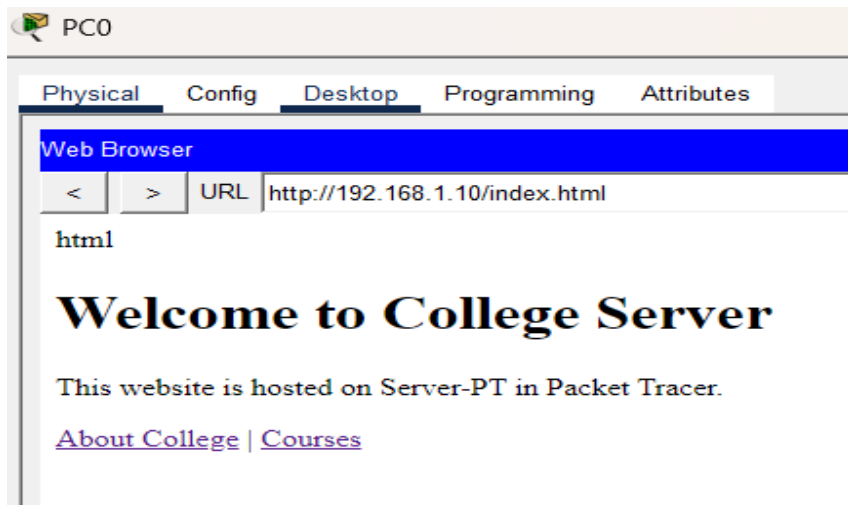 PC0
Physical Config Desktop Programming Attributes
Web Browser
< > URL http://192.168.1.10/index.html
html
Welcome to College Server
This website is hosted on Server-PT in Packet Tracer.
About College | Courses